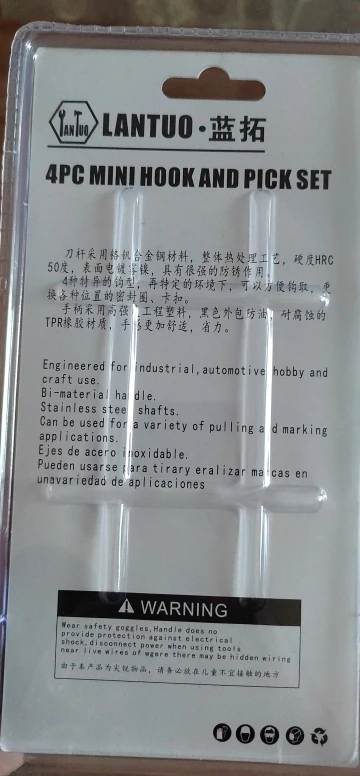 LANTUO
LANTUO·蓝拓
4PC MINI HOOK AND PICK SET
刀杆采用铬钒合金钢材料, 整体热处理工艺, 硬度HRC
50度, 表面电镀雾镍, 具有很强的防锈作用,
4种特异的钩型, 再特定的环境下, 可以方便钩取, 更
换各种位置的密封圈、卡扣。
手柄采用高强 工程塑料, 黑色外包防油, 耐腐蚀的
TPR橡胶材质, 手感更加舒适, 省力。
Engineered for industrial,automotive hobby and
craft use.
Bi-material handle.
Stainless steel shafts.
Can be used for a variety of pulling and marking
applications.
Ejes de acero inoxidable.
Pueden usarse para tirary eralizar marcas en
unavariedad de aplicaciones
WARNING
Wear safety goggles,Handle does no
provide protection against electrical
shock,disconnect power when using tools
near live wires of wgere there may be hidden wiring
由于本产品为尖锐物品, 请务必放在儿童不宜接触的地方